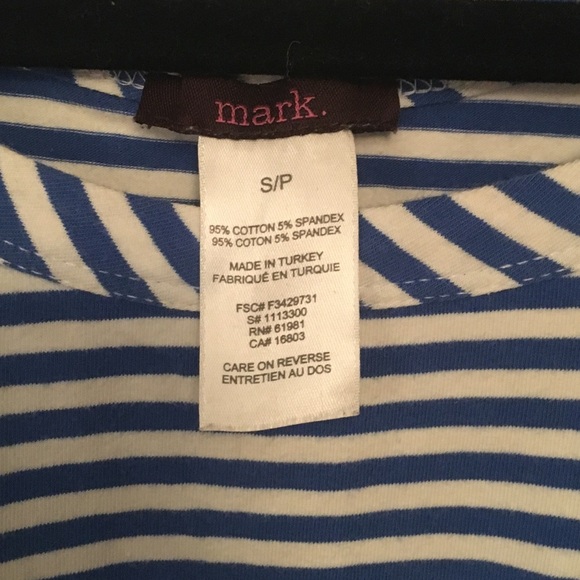 mark.
S/P
95% COTTON 5% SPANDEX
95% COTON 5% SPANDEX
MADE IN TURKEY
FABRIQUÉ EN TURQUIE
FSC# F3429731
S# 1113300
RN# 61981
CA# 16803
CARE ON REVERSE
ENTRETIEN AU DOS